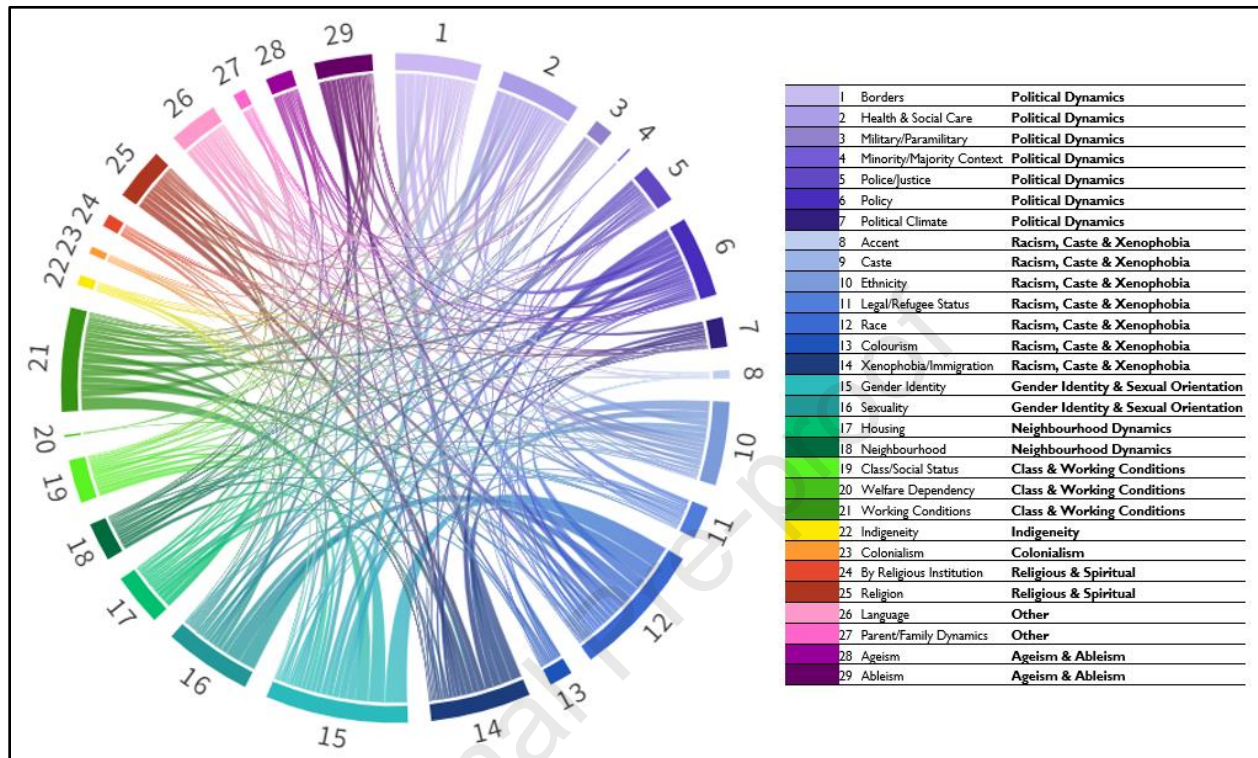 29
1
28
2
27
3
26
4
25
5
24
6
23
22
7
21
8
10
20
19
11
18
12
17
13
16
14
15
1 Borders Political Dynamics
2 Health & Social Care Political Dynamics
3 Military/Paramilitary Political Dynamics
4 Minority/Majority Context Political Dynamics
5 Police/Justice Political Dynamics
6 Policy Political Dynamics
7 Political Climate Political Dynamics
8 Accent Racism, Caste & Xenophobia
9 Caste Racism, Caste & Xenophobia
10 Ethnicity Racism, Caste & Xenophobia
11 Legal/Refugee Status Racism, Caste & Xenophobia
12 Race Racism, Caste & Xenophobia
13 Colourism Racism, Caste & Xenophobia
14 Xenophobia/Immigration Racism, Caste & Xenophobia
15 Gender Identity Gender Identity & Sexual Orientation
16 Sexuality Gender Identity & Sexual Orientation
17 Housing Neighbourhood Dynamics
18 Neighbourhood Neighbourhood Dynamics
19 Class/Social Status Class & Working Conditions
20 Welfare Dependency Class & Working Conditions
21 Working Conditions Class & Working Conditions
22 Indigeneity Indigeneity
23 Colonialism Colonialism
24 By Religious Institution Religious & Spiritual
25 Religion Religious & Spiritual
26 Language Other
27 Parent/Family Dynamics Other
28 Ageism Ageism & Ableism
29 Ableism Ageism & Ableism